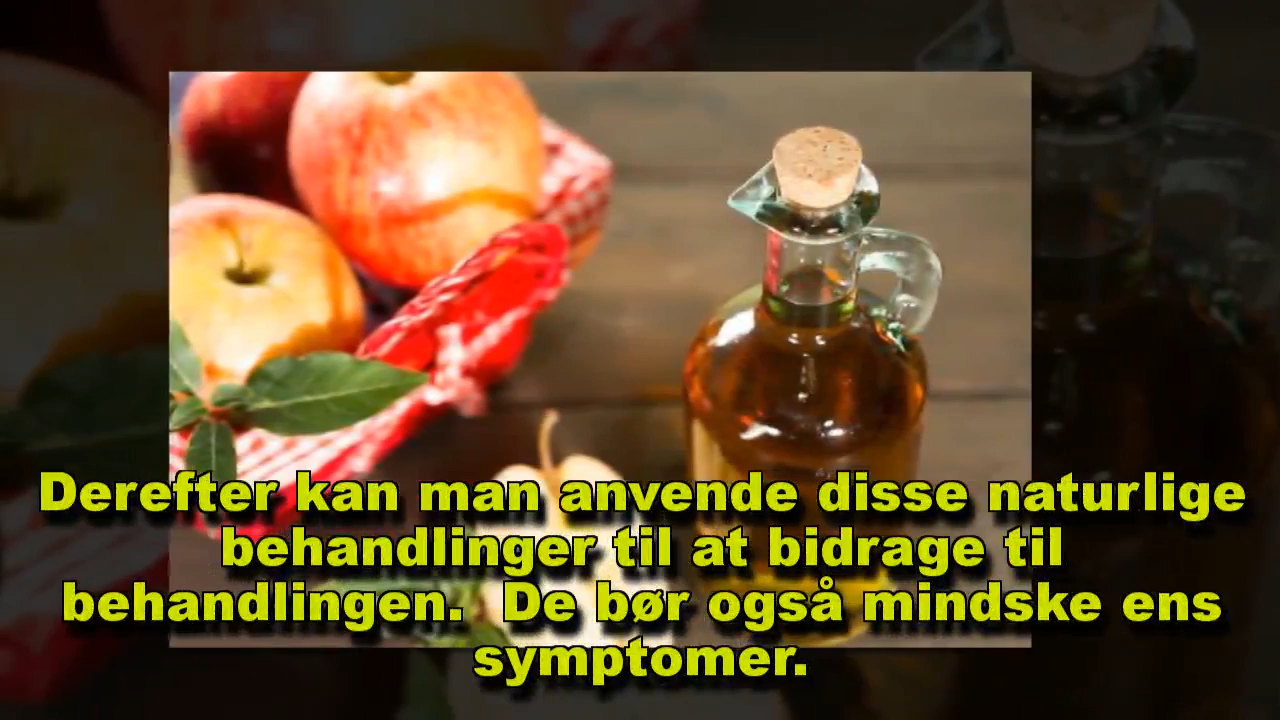 Derefter kan man anvende disse naturlige
behandlinger til at bidrage til
behandlingen.  De bør også mindske ens
symptomer.